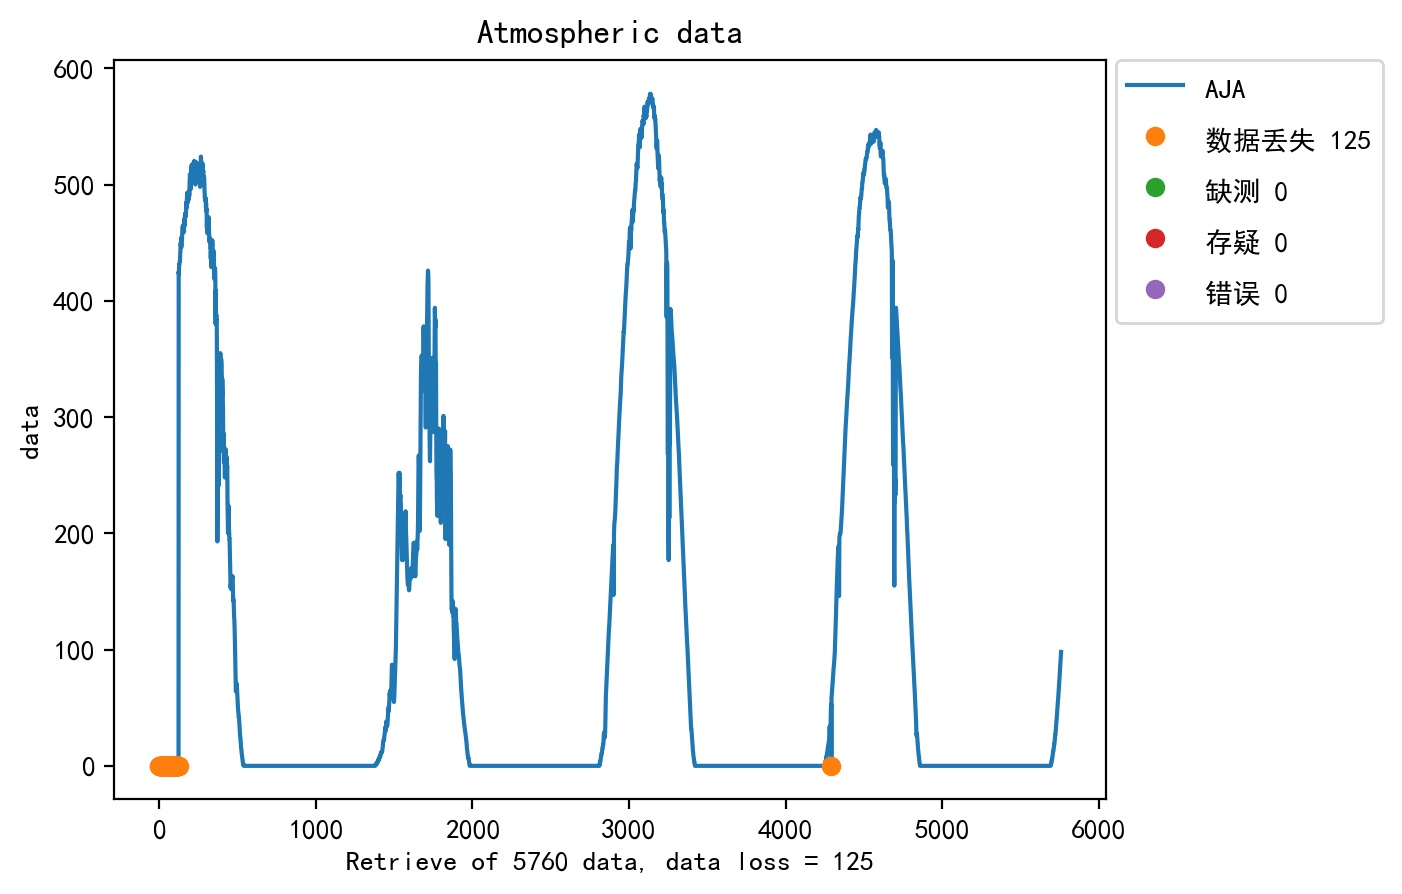 Atmospheric data
600
500
400
300
200
100
0
data
0 1000 2000 3000 4000 5000 6000
Retrieve of 5760 data, data loss = 125
AJA
数据丢失 125
缺测 0
存疑 0
错误 0